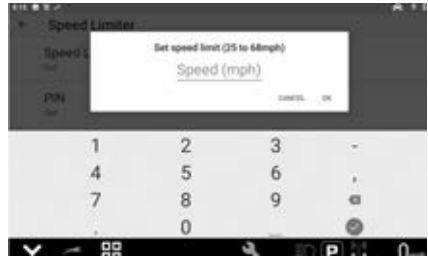 Speed Limiter
Set speed limit (25 to 68mph)
Speed L
Speed (mph)
CANCEL OK
PIN
1 2 3 -
4 5 6 ,
7 8 9
. 0
P 0